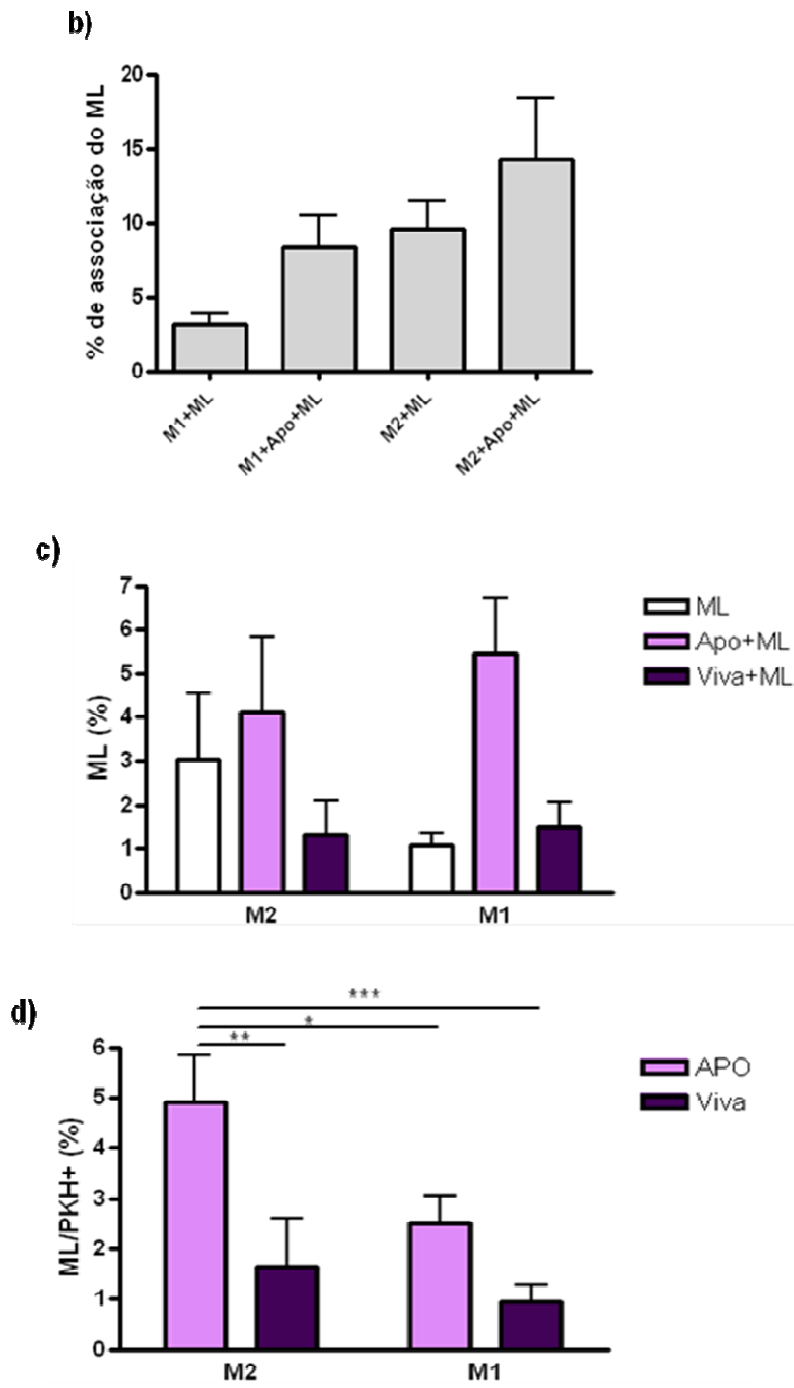 b)
% de associação do ML
20
15
10
5
0
M1+ML
M1+Apo+ML
M2+ML
M2+Apo+ML
c)
ML (%)
7
6
5
4
3
2
1
0
M2
M1
ML
Apo+ML
Viva+ML
d)
***
*
**
ML/PKH+ (%)
6
5
4
3
2
1
0
M2
M1
APO
Viva